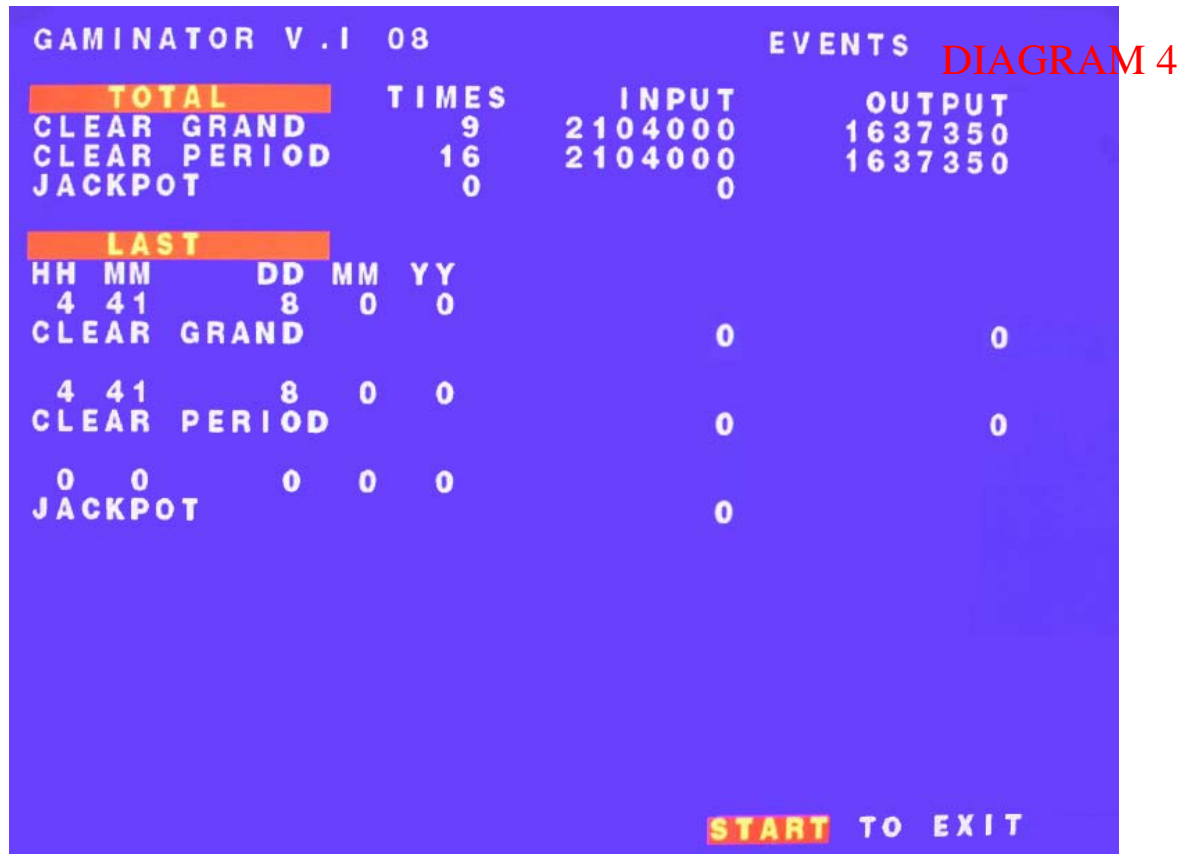 GAMINATOR V.I 08 EVENTS
DIAGRAM 4
TOTAL TIMES INPUT OUTPUT
CLEAR GRAND 9 2104000 1637350
CLEAR PERIOD 16 2104000 1637350
JACKPOT 0 0
LAST
HH MM DD MM YY
4 41 8 0 0
CLEAR GRAND 0 0
4 41 8 0 0
CLEAR PERIOD 0 0
0 0 0 0 0
JACKPOT 0
START TO EXIT